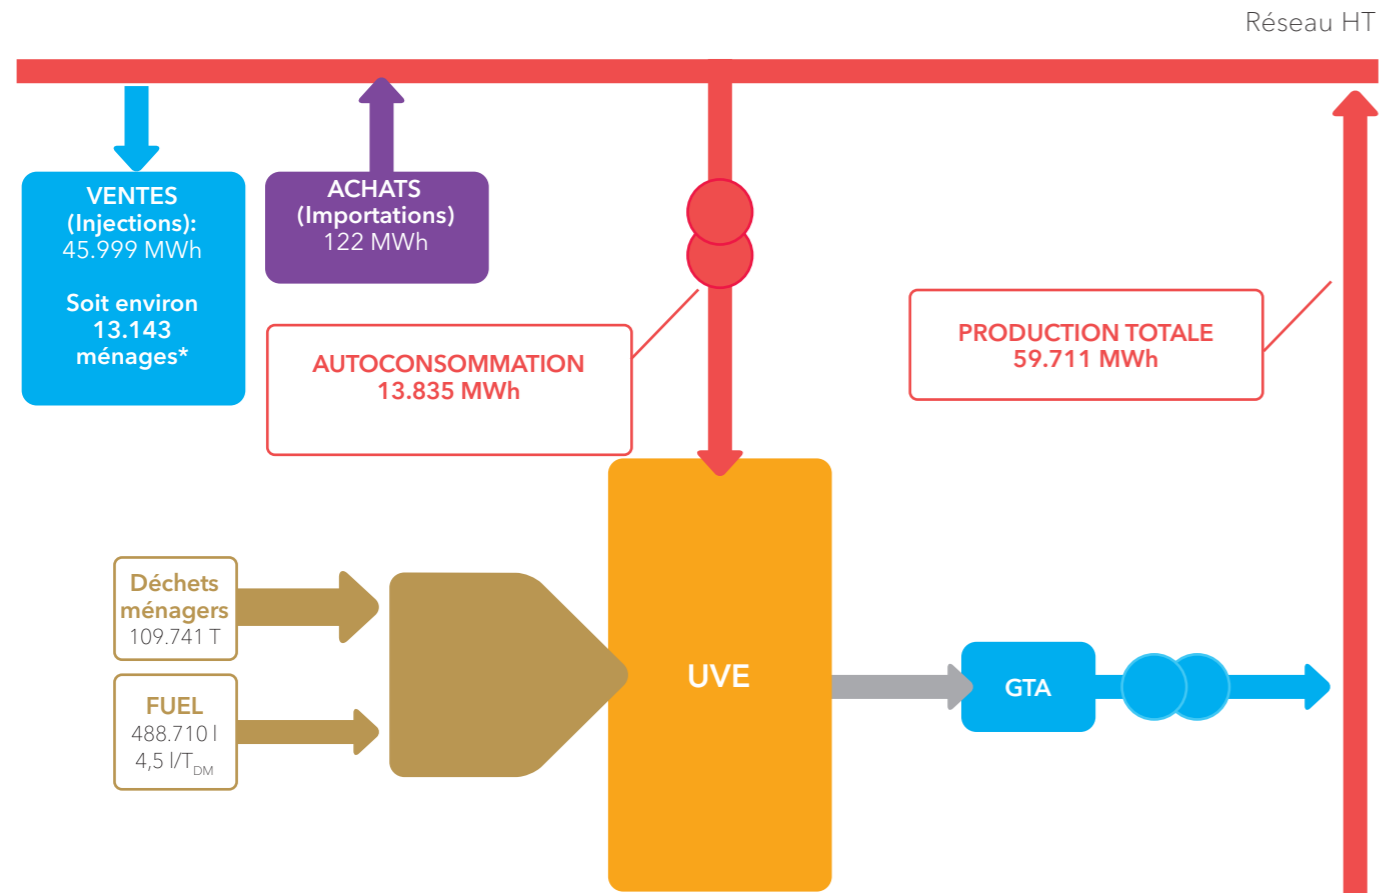 Réseau HT
VENTES
(Injections):
45.999 MWh
Soit environ
13.143
ménages*
ACHATS
(Importations)
122 MWh
AUTOCONSOMMATION
13.835 MWh
PRODUCTION TOTALE
59.711 MWh
Déchets
ménagers
109.741 T
FUEL
488.710 l
4,5 l/T DM
UVE
GTA